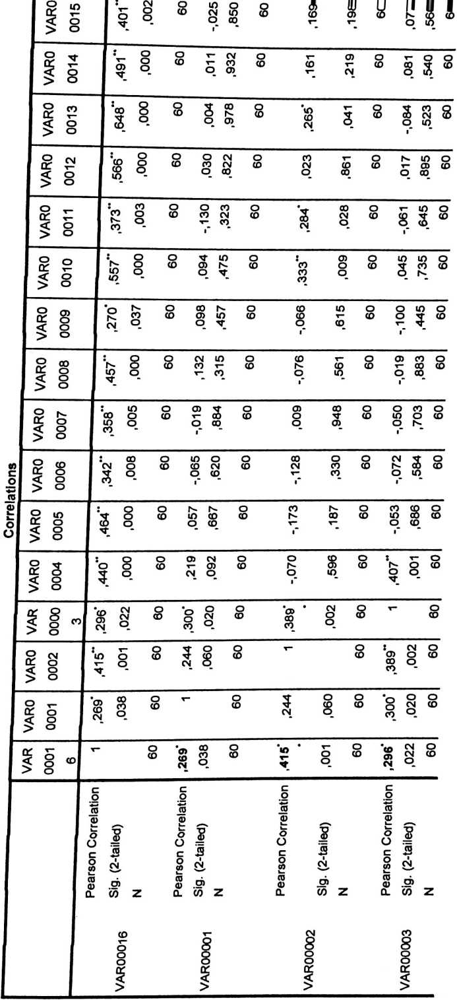 Correlations
VAR 0001 6 VAR0 0001 VAR0 0002 VAR 0000 3 VAR0 0004 VAR0 0005 VAR0 0006 VAR0 0007 VAR0 0008 VAR0 0009 VAR0 0010 VAR0 0011 VAR0 0012 VAR0 0013 VAR0 0014 VAR0 0015
VAR00016 Pearson Correlation 1 ,269* ,415** ,296* ,440** ,464** ,342** ,358** ,457** ,270* ,557** ,373** ,566** ,648** ,491** ,401**
Sig. (2-tailed) ,038 ,001 ,022 ,000 ,000 ,008 ,005 ,000 ,037 ,000 ,003 ,000 ,000 ,000 ,002
N 60 60 60 60 60 60 60 60 60 60 60 60 60 60 60 60
VAR00001 Pearson Correlation ,269* 1 ,244 ,300* ,219 ,057 -,065 -,019 ,132 ,098 ,094 -,130 ,030 ,004 ,011 -,025
Sig. (2-tailed) ,038 ,060 ,020 ,092 ,667 ,620 ,884 ,315 ,457 ,475 ,323 ,822 ,978 ,932 ,850
N 60 60 60 60 60 60 60 60 60 60 60 60 60 60 60 60
VAR00002 Pearson Correlation ,415** ,244 1 ,389** -,070 -,173 -,128 ,009 -,076 -,066 ,333** ,284* ,023 ,265* ,161 ,169
Sig. (2-tailed) ,001 ,060 ,002 ,596 ,187 ,330 ,948 ,561 ,615 ,009 ,028 ,861 ,041 ,219 ,19
N 60 60 60 60 60 60 60 60 60 60 60 60 60 60 60 6
VAR00003 Pearson Correlation ,296* ,300* ,389** 1 ,407** -,053 -,072 -,050 -,019 -,100 ,045 -,061 ,017 -,084 ,081 ,07
Sig. (2-tailed) ,022 ,020 ,002 ,001 ,686 ,584 ,703 ,883 ,445 ,735 ,645 ,895 ,523 ,540 ,56
N 60 60 60 60 60 60 60 60 60 60 60 60 60 60 60 6